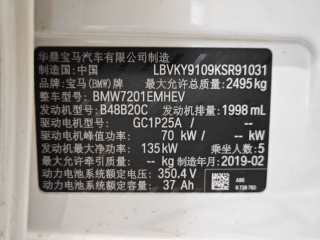 华晨宝马汽车有限公司制造
制造国:中国 LBVKY9109KSR91031
品牌:宝马(BMW)牌 最大允许总质量:2495kg
整车型号:BMW7201EMHEV
发动机型号:B48B20C 发动机排量:1998 mL
驱动电机型号:GC1P25A /
驱动电机峰值功率: 70 kW / kW
发动机最大净功率: 135 kW 乘坐人数:5
最大允许牵引质量: -- kg 制造年月:2019-02
动力电池系统额定电压:350.4 V
动力电池系统额定容量: 37 Ah